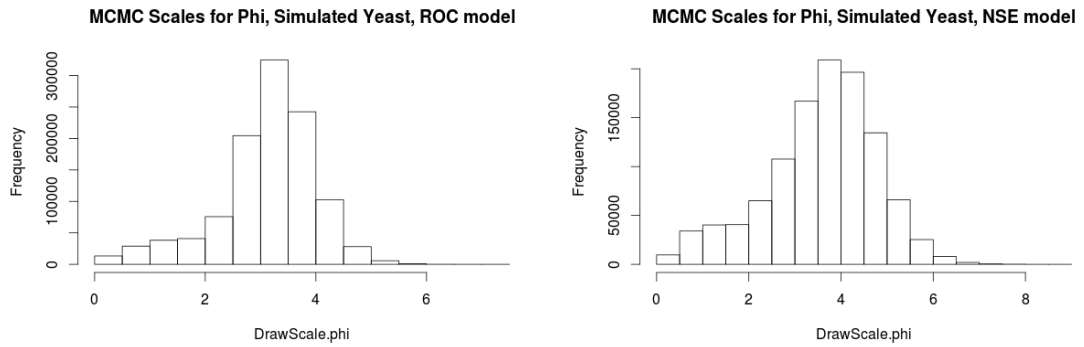 MCMC Scales for Phi, Simulated Yeast, ROC model
Frequency
0
100000
200000
300000
0 2 4 6
DrawScale.phi
MCMC Scales for Phi, Simulated Yeast, NSE model
Frequency
0
50000
150000
0 2 4 6 8
DrawScale.phi